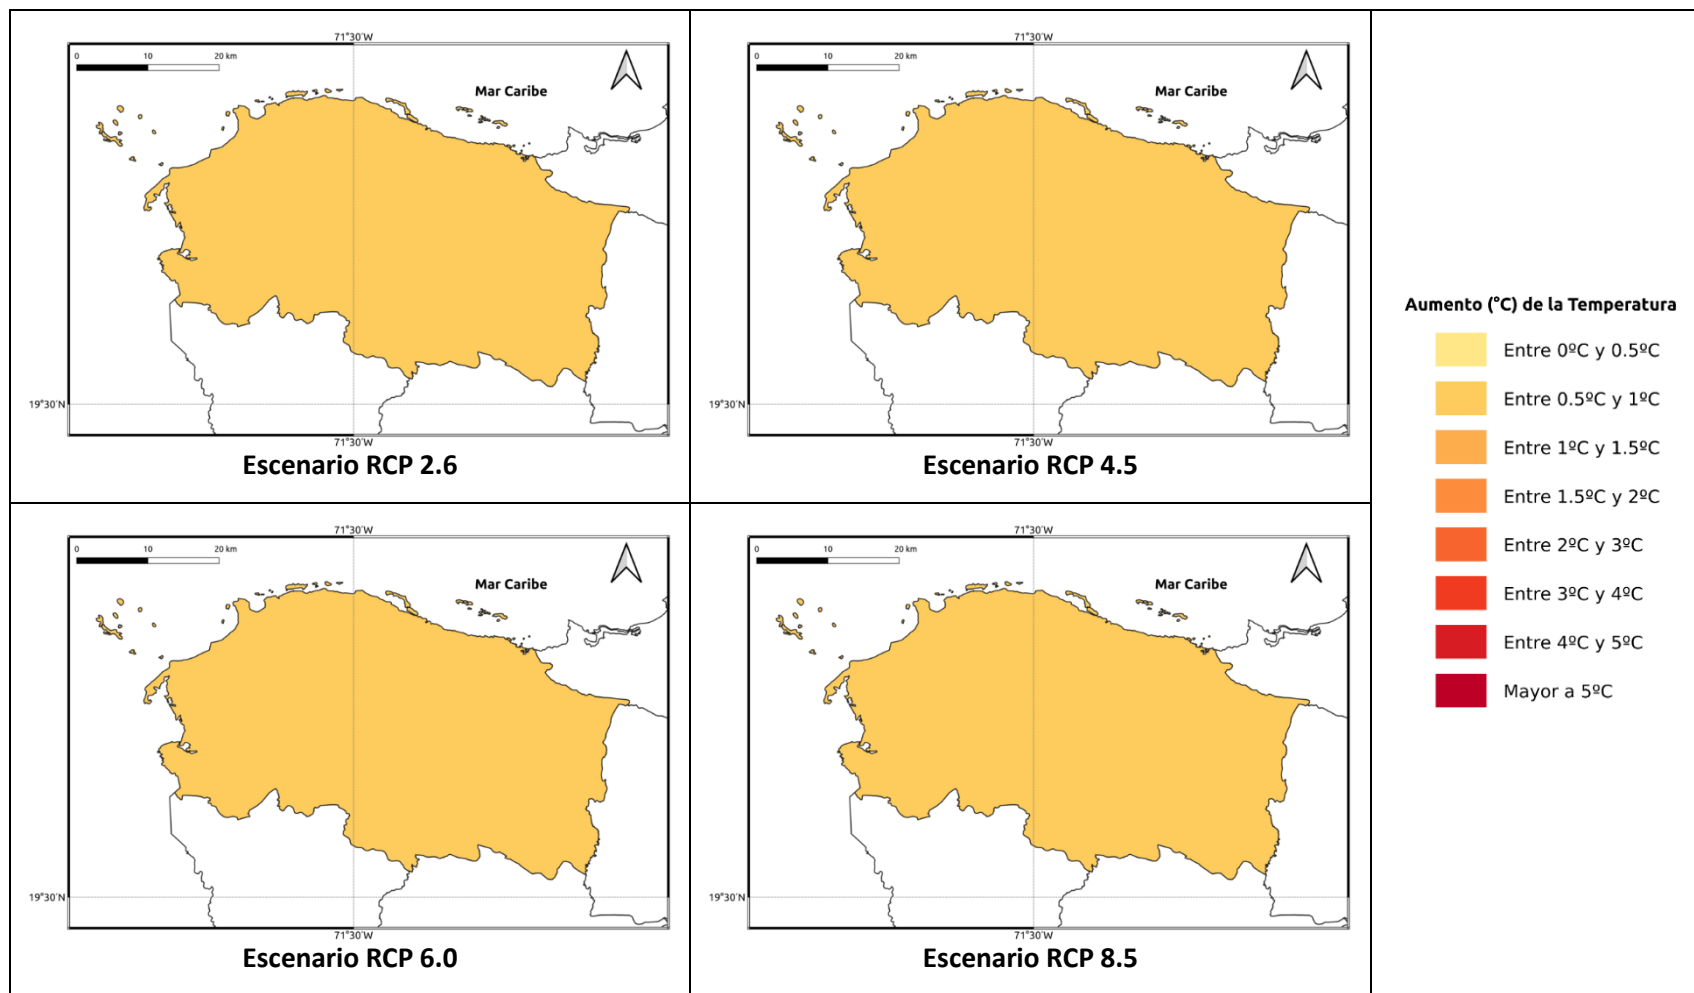 71°30'W
0 10 20 km
Mar Caribe
19°30'N
71°30'W
Escenario RCP 2.6
71°30'W
0 10 20 km
Mar Caribe
19°30'N
71°30'W
Escenario RCP 4.5
71°30'W
0 10 20 km
Mar Caribe
19°30'N
71°30'W
Escenario RCP 6.0
71°30'W
0 10 20 km
Mar Caribe
19°30'N
71°30'W
Escenario RCP 8.5
Aumento (°C) de la Temperatura
Entre 0ºC y 0.5ºC
Entre 0.5ºC y 1ºC
Entre 1ºC y 1.5ºC
Entre 1.5ºC y 2ºC
Entre 2ºC y 3ºC
Entre 3ºC y 4ºC
Entre 4ºC y 5ºC
Mayor a 5ºC